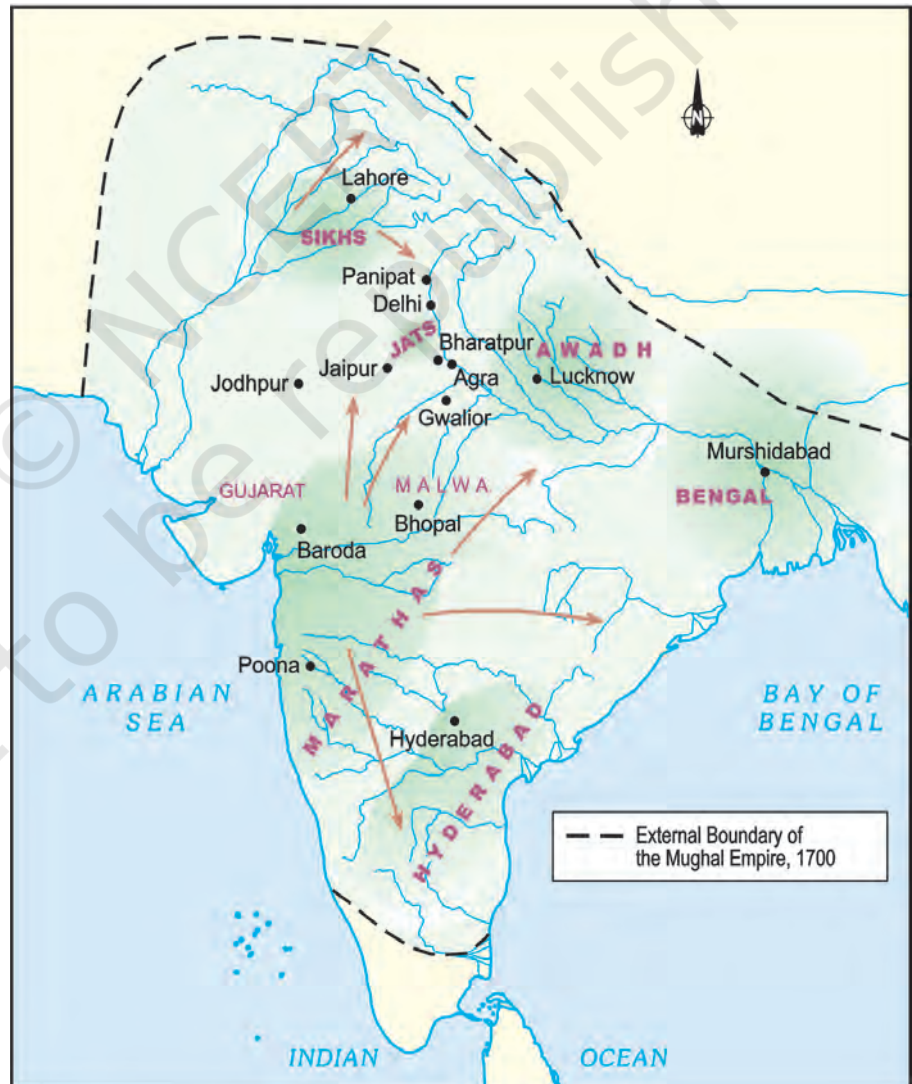 © NCERT
not to be republished
N
Lahore
SIKHS
Panipat
Delhi
JATS
Bharatpur
AWADH
Jaipur
Agra
Lucknow
Jodhpur
Gwalior
Murshidabad
GUJARAT
MALWA
BENGAL
Bhopal
Baroda
MARATHAS
Poona
ARABIAN
SEA
BAY OF
BENGAL
Hyderabad
HYDERABAD
External Boundary of
the Mughal Empire, 1700
INDIAN
OCEAN